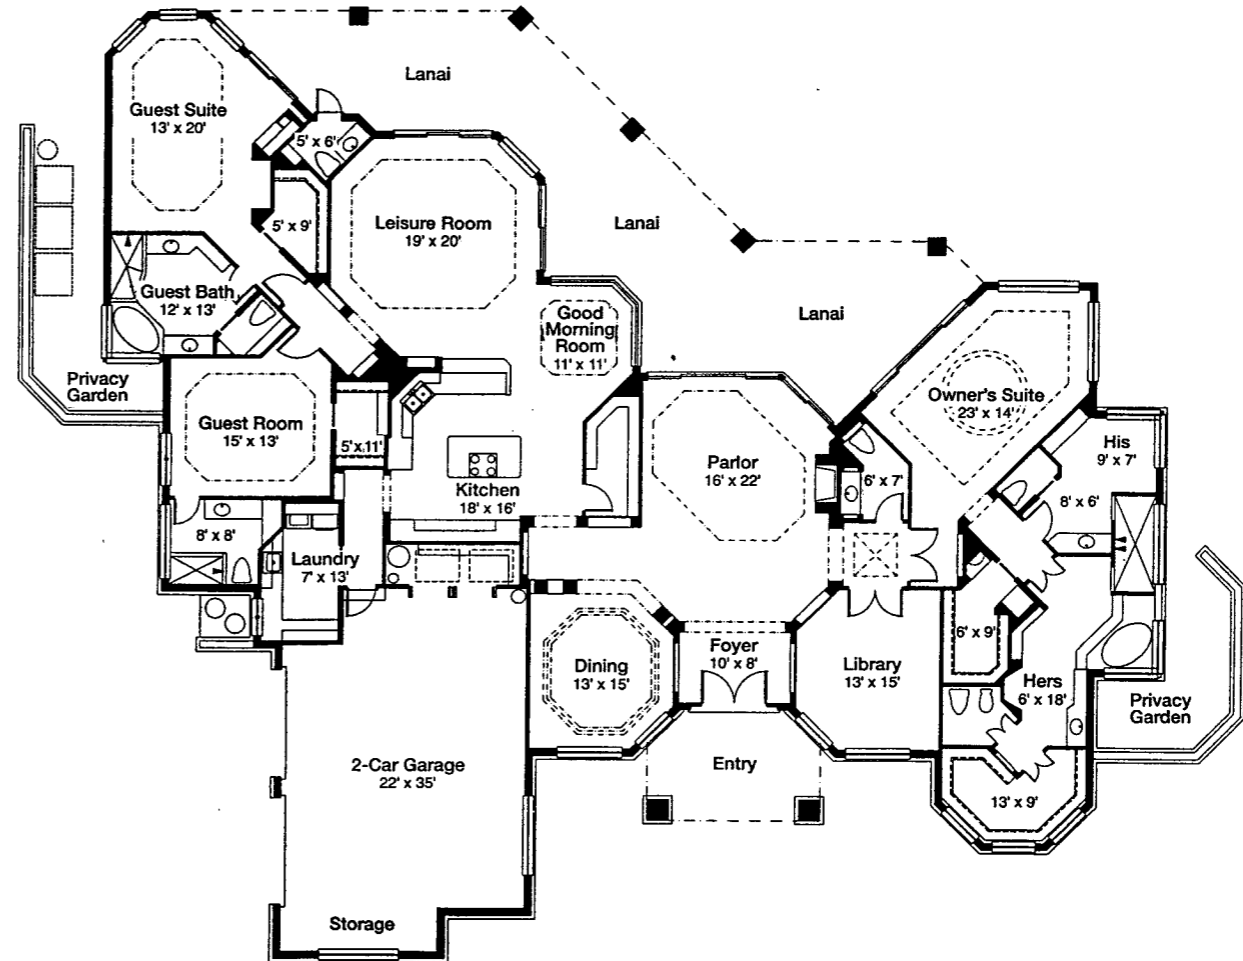 Lanai
Guest Suite
13' x 20'
5' x 6'
Leisure Room
19' x 20'
5' x 9'
Lanai
Guest Bath
12' x 13'
Good
Morning
Room
11' x 11'
Lanai
Privacy
Garden
Guest Room
15' x 13'
5' x 11'
Owner's Suite
23' x 14'
His
9' x 7'
Parlor
16' x 22'
6' x 7'
8' x 6'
Kitchen
18' x 16'
8' x 8'
Laundry
7' x 13'
6' x 9'
Foyer
10' x 8'
Dining
13' x 15'
Library
13' x 15'
Hers
6' x 18'
Privacy
Garden
2-Car Garage
22' x 35'
Entry
13' x 9'
Storage